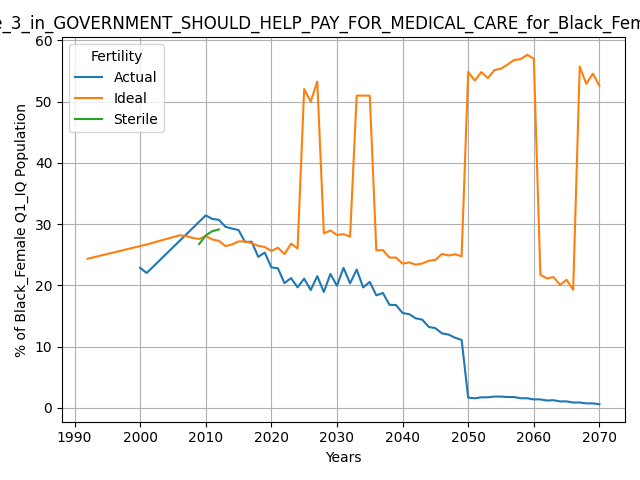 e_3_in_GOVERNMENT_SHOULD_HELP_PAY_FOR_MEDICAL_CARE_for_Black_Fem
Fertility
Actual
Ideal
Sterile
% of Black_Female Q1_IQ Population
60
50
40
30
20
10
0
1990 2000 2010 2020 2030 2040 2050 2060 2070
Years